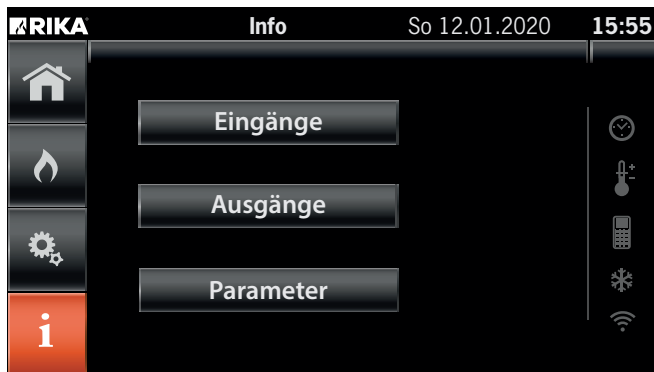 RIKA Info So 12.01.2020 15:55
Eingänge
Ausgänge
Parameter
i